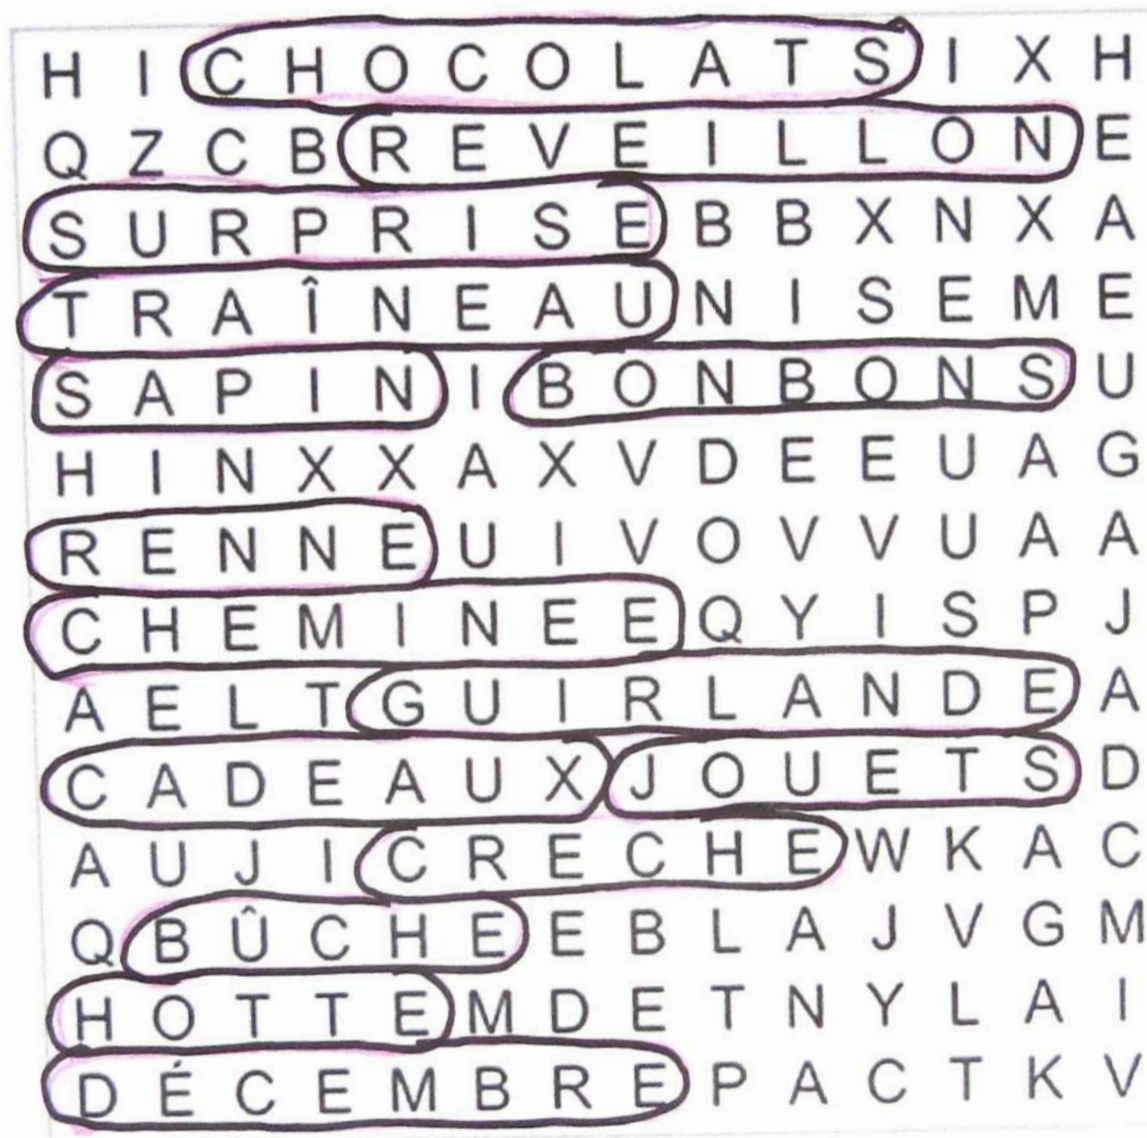 H I C H O C O L A T S I X H
Q Z C B R E V E I L L O N E
S U R P R I S E B B X N X A
T R A Î N E A U N I S E M E
S A P I N I B O N B O N S U
H I N X X A X V D E E U A G
R E N N E U I V O V V U A A
C H E M I N E E Q Y I S P J
A E L T G U I R L A N D E A
C A D E A U X J O U E T S D
A U J I C R E C H E W K A C
Q B Û C H E E B L A J V G M
H O T T E M D E T N Y L A I
D É C E M B R E P A C T K V